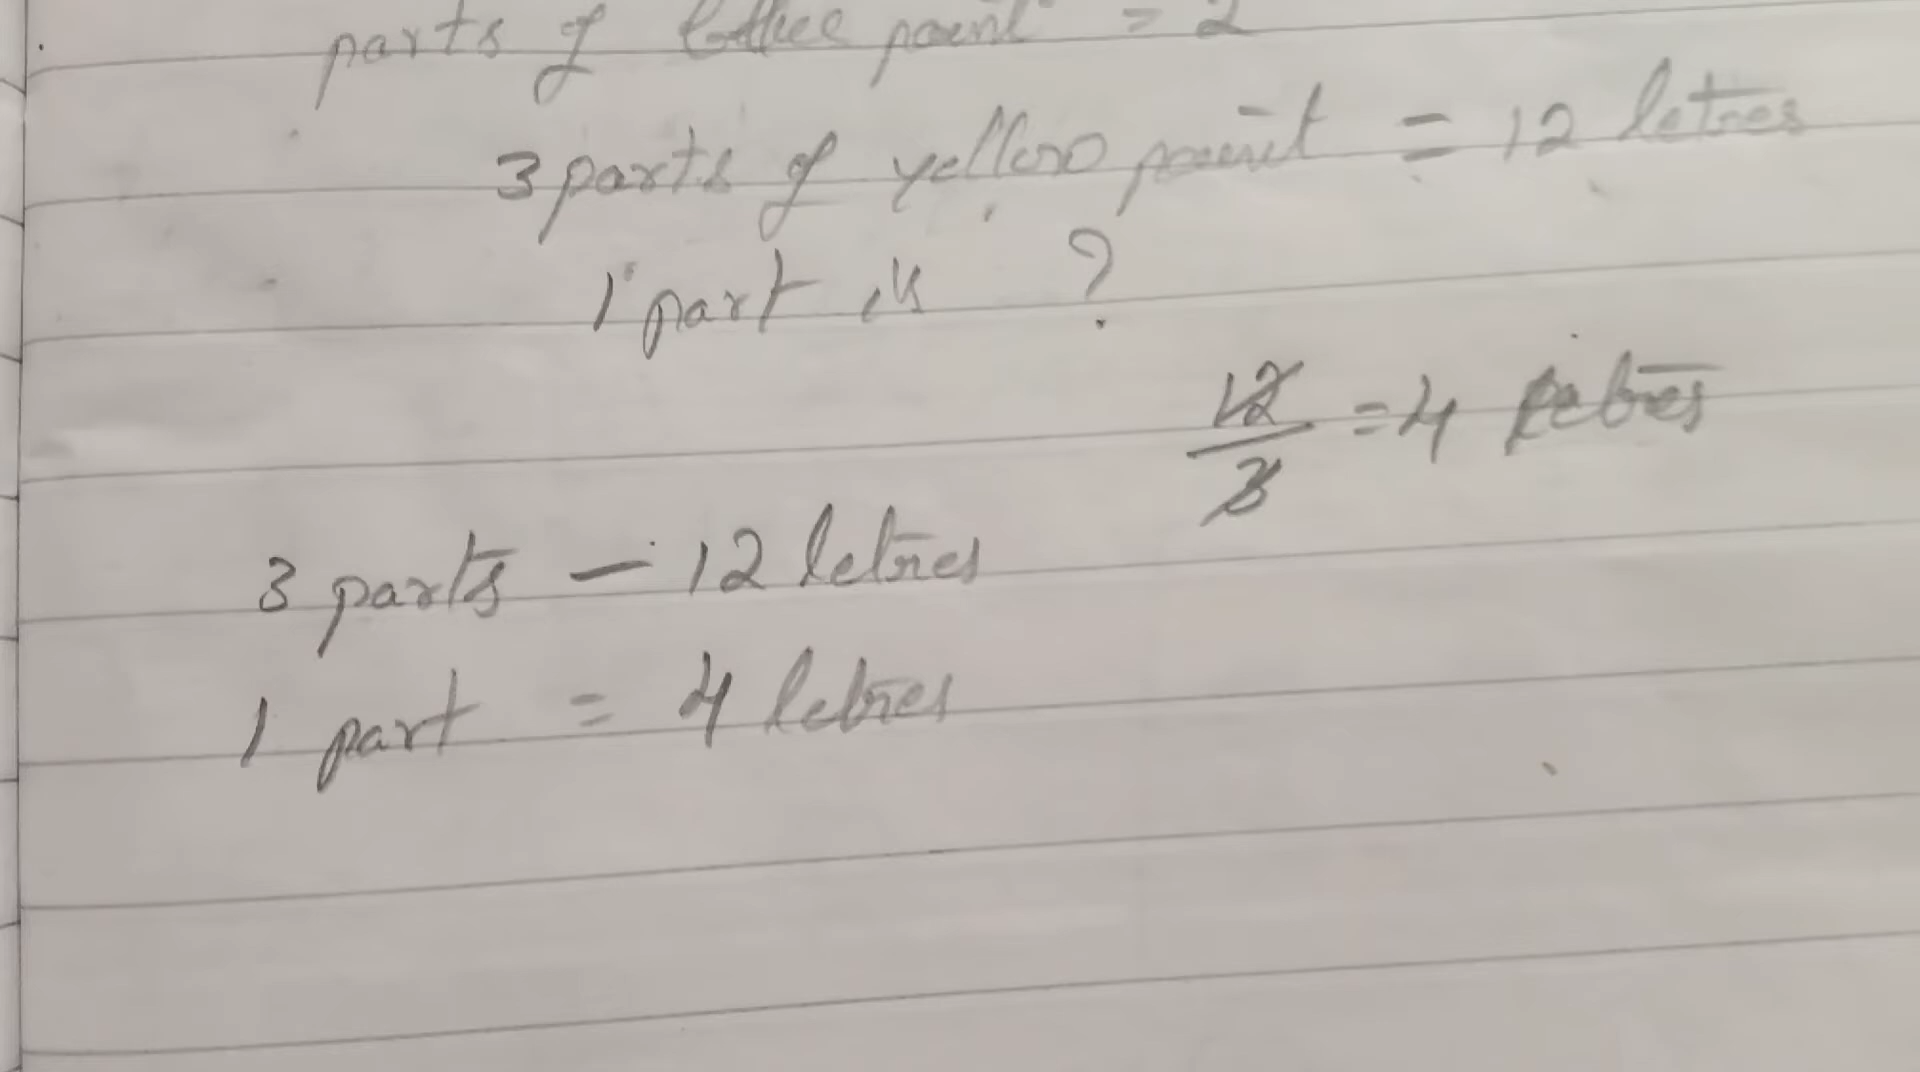 parts of paint = 2
3 parts of yellow paint = 12 letres
1 part is ?
12/3 = 4 letres
3 parts — 12 letres
1 part = 4 letres